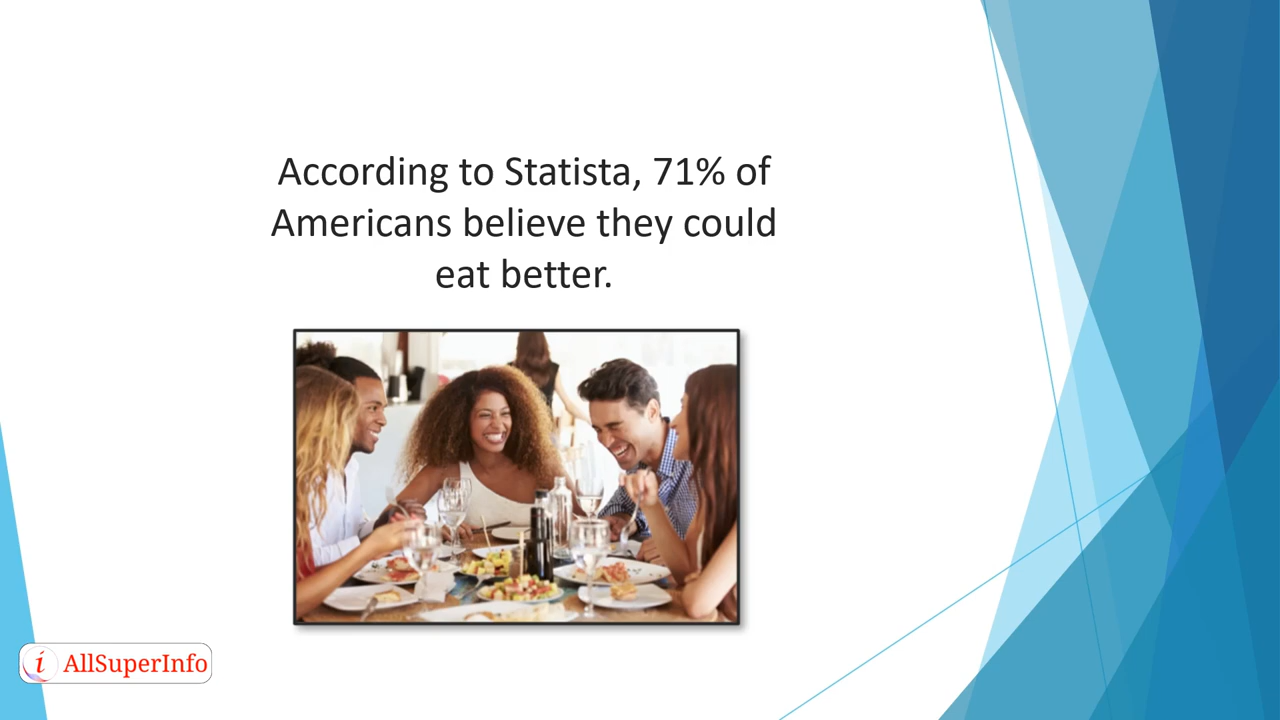 According to Statista, 71% of
Americans believe they could
eat better.
i AllSuperInfo